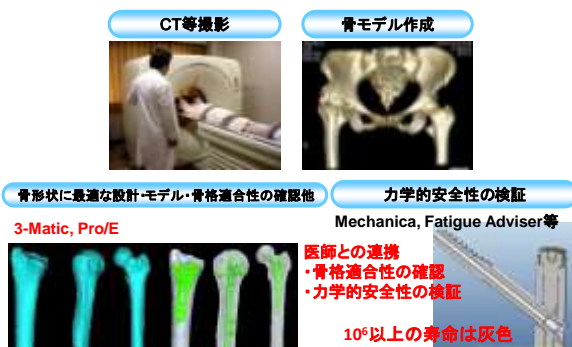 CT等撮影
骨モデル作成
骨形状に最適な設計・モデル・骨格適合性の確認他
力学的安全性の検証
3-Matic, Pro/E
Mechanica, Fatigue Adviser等
医師との連携
・骨格適合性の確認
・力学的安全性の検証
10⁶以上の寿命は灰色